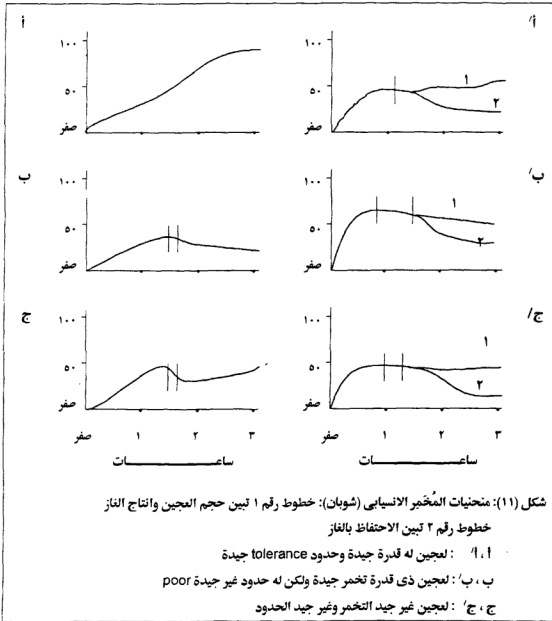 أ
١٠٠
٥٠
صفر
أ/
١٠٠
٥٠
صفر
١
٢
ب
١٠٠
٥٠
صفر
ب/
١٠٠
٥٠
صفر
١
٢
ج
١٠٠
٥٠
صفر
صفر ١ ٢ ٣
ساعـــات
ج/
١٠٠
٥٠
صفر
١
٢
صفر ١ ٢ ٣
ساعـــات
شكل (١١): منحنيات المُخَمِر الانسيابى (شوبان): خطوط رقم ١ تبين حجم العجين وانتاج الغاز
خطوط رقم ٢ تبين الاحتفاظ بالغاز
أ ، أ/ : لعجين له قدرة جيدة وحدود tolerance جيدة
ب ، ب/ : لعجين ذى قدرة تخمر جيدة ولكن له حدود غير جيدة poor
ج ، ج/ : لعجين غير جيد التخمر وغير جيد الحدود